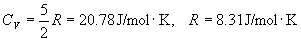 C_V = 5/2 R = 20.78J/mol · K, R = 8.31J/mol · K